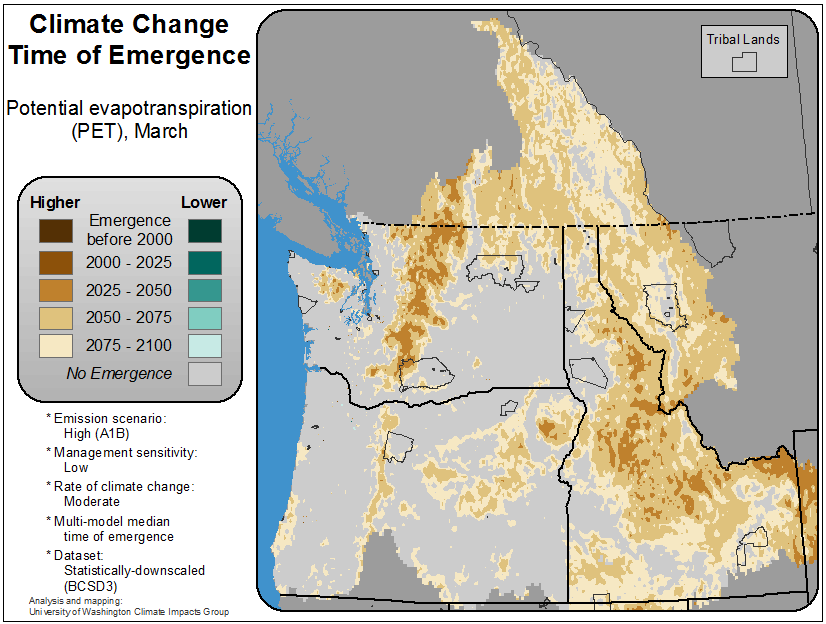 Climate Change
Time of Emergence
Potential evapotranspiration
(PET), March
Higher
Lower
Emergence
before 2000
2000 - 2025
2025 - 2050
2050 - 2075
2075 - 2100
No Emergence
* Emission scenario:
High (A1B)
* Management sensitivity:
Low
* Rate of climate change:
Moderate
* Multi-model median
time of emergence
* Dataset:
Statistically-downscaled
(BCSD3)
Analysis and mapping:
University of Washington Climate Impacts Group
Tribal Lands